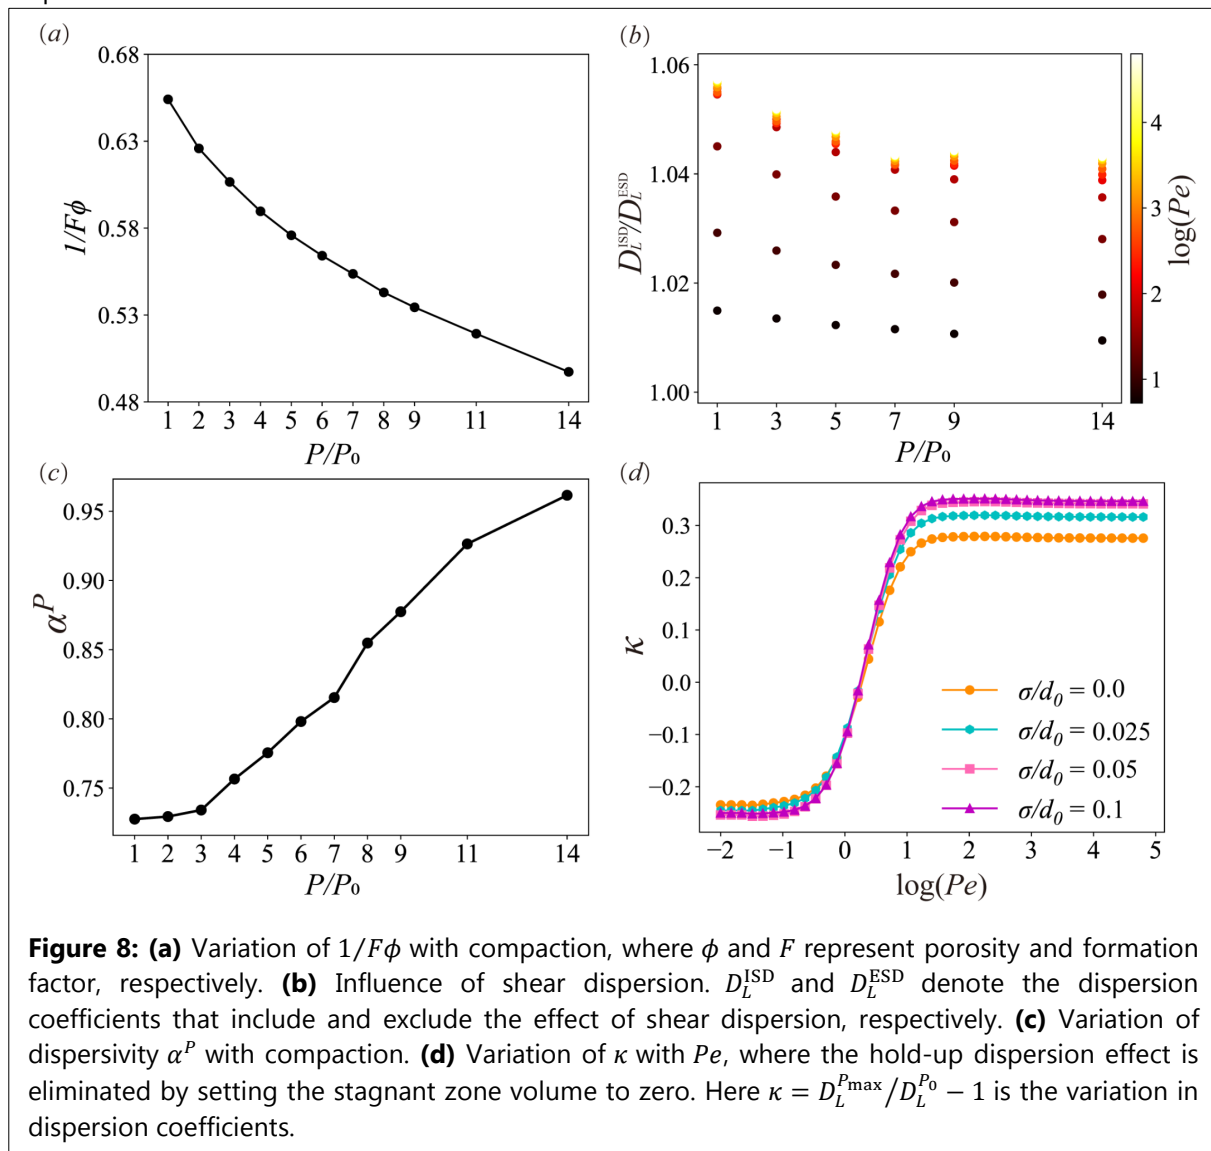 (a)
0.68
0.63
0.58
0.53
0.48
1/Fϕ
1 2 3 4 5 6 7 8 9 11 14
P/P₀
(b)
1.06
1.04
1.02
1.00
D_L^ISD/D_L^ESD
1 3 5 7 9 14
P/P₀
4
3
2
1
log(Pe)
(c)
0.95
0.90
0.85
0.80
0.75
α^P
1 2 3 4 5 6 7 8 9 11 14
P/P₀
(d)
0.3
0.2
0.1
0.0
−0.1
−0.2
κ
σ/d₀ = 0.0
σ/d₀ = 0.025
σ/d₀ = 0.05
σ/d₀ = 0.1
−2 −1 0 1 2 3 4 5
log(Pe)
Figure 8: (a) Variation of 1/Fϕ with compaction, where ϕ and F represent porosity and formation
factor, respectively. (b) Influence of shear dispersion. D_L^ISD and D_L^ESD denote the dispersion
coefficients that include and exclude the effect of shear dispersion, respectively. (c) Variation of
dispersivity α^P with compaction. (d) Variation of κ with Pe, where the hold-up dispersion effect is
eliminated by setting the stagnant zone volume to zero. Here κ = D_L^{P_max}/D_L^{P_0} − 1 is the variation in
dispersion coefficients.